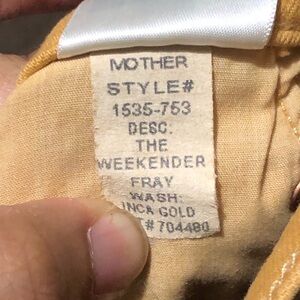 MOTHER
STYLE#
1535-753
DESC:
THE
WEEKENDER
FRAY
WASH:
INCA GOLD
#704480